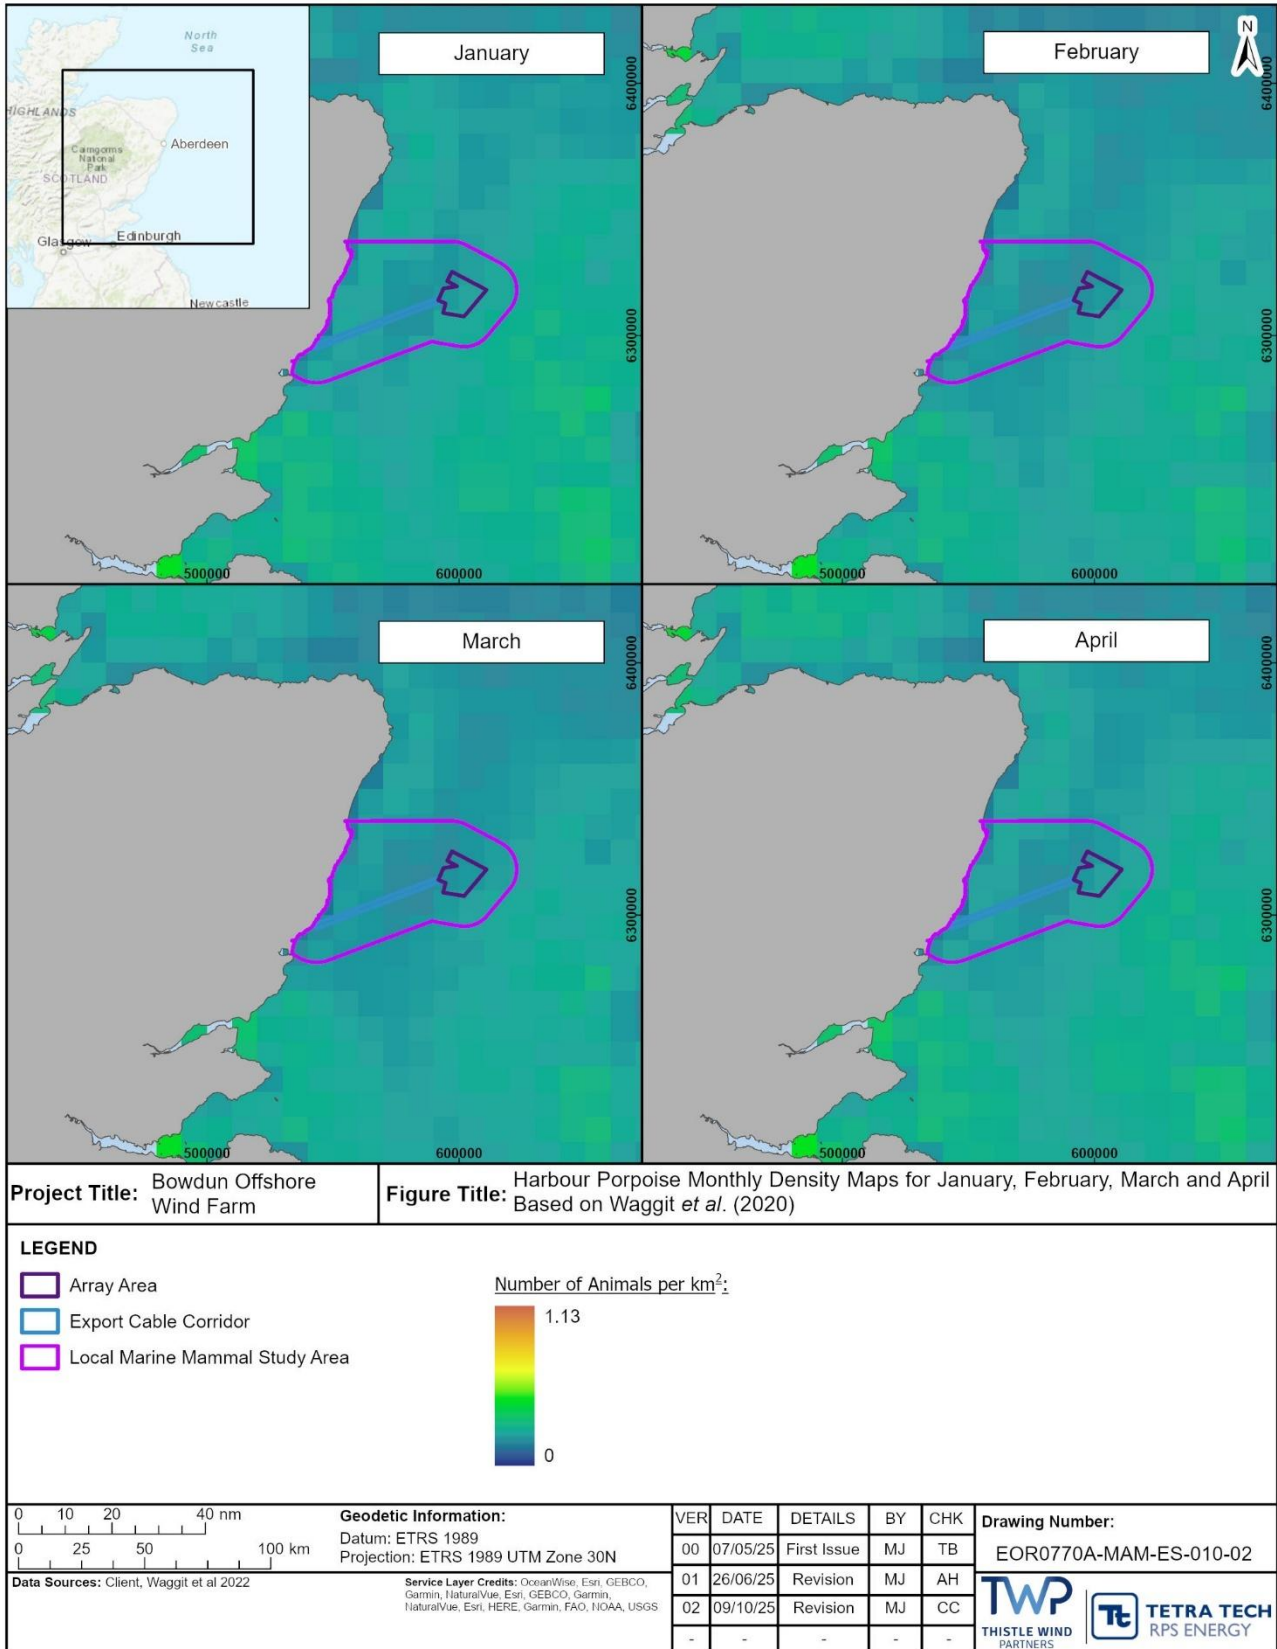 North
Sea
HIGHLANDS
Cairngorms
National
Park
SCOTLAND
Aberdeen
Glasgow
Edinburgh
Newcastle
January
500000
600000
6300000
February
N
6400000
500000
600000
6300000
March
6400000
6300000
500000
600000
April
6400000
6300000
500000
600000
Project Title: Bowdun Offshore
Wind Farm
Figure Title: Harbour Porpoise Monthly Density Maps for January, February, March and April
Based on Waggit et al. (2020)
LEGEND
Array Area
Export Cable Corridor
Local Marine Mammal Study Area
Number of Animals per km²:
1.13
0
0 10 20 40 nm
0 25 50 100 km
Geodetic Information:
Datum: ETRS 1989
Projection: ETRS 1989 UTM Zone 30N
Data Sources: Client, Waggit et al 2022
Service Layer Credits: OceanWise, Esri, GEBCO,
Garmin, NaturalVue, Esri, GEBCO, Garmin,
NaturalVue, Esri, HERE, Garmin, FAO, NOAA, USGS
VER DATE DETAILS BY CHK
00 07/05/25 First Issue MJ TB
01 26/06/25 Revision MJ AH
02 09/10/25 Revision MJ CC
- - - - -
Drawing Number:
EOR0770A-MAM-ES-010-02
TWP
THISTLE WIND
PARTNERS
Tt
TETRA TECH
RPS ENERGY